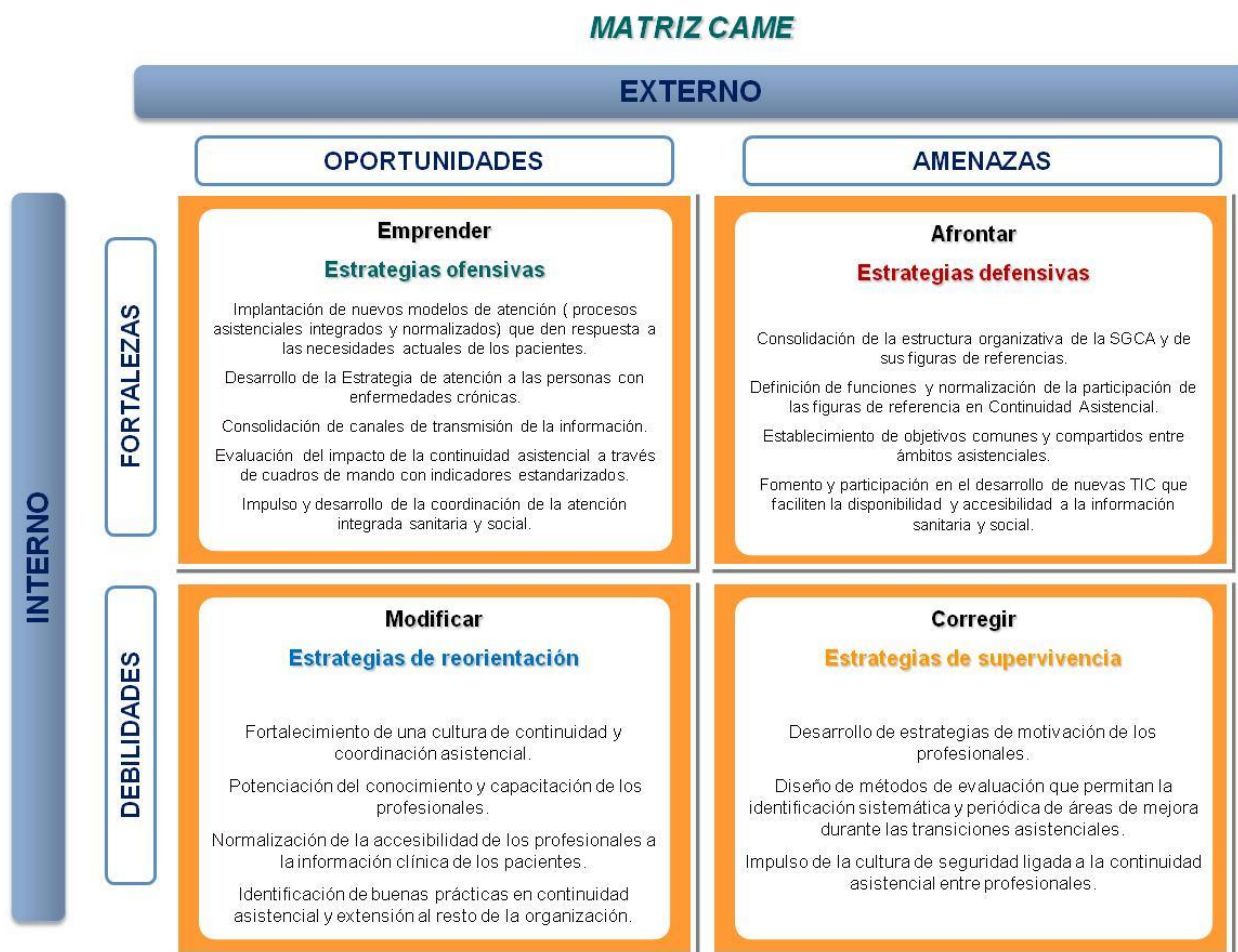 MATRIZ CAME
EXTERNO
OPORTUNIDADES
AMENAZAS
INTERNO
FORTALEZAS
Emprender
Estrategias ofensivas
Implantación de nuevos modelos de atención ( procesos
asistenciales integrados y normalizados) que den respuesta a
las necesidades actuales de los pacientes.
Desarrollo de la Estrategia de atención a las personas con
enfermedades crónicas.
Consolidación de canales de transmisión de la información.
Evaluación del impacto de la continuidad asistencial a través
de cuadros de mando con indicadores estandarizados.
Impulso y desarrollo de la coordinación de la atención
integrada sanitaria y social.
Afrontar
Estrategias defensivas
Consolidación de la estructura organizativa de la SGCA y de
sus figuras de referencias.
Definición de funciones y normalización de la participación de
las figuras de referencia en Continuidad Asistencial.
Establecimiento de objetivos comunes y compartidos entre
ámbitos asistenciales.
Fomento y participación en el desarrollo de nuevas TIC que
faciliten la disponibilidad y accesibilidad a la información
sanitaria y social.
DEBILIDADES
Modificar
Estrategias de reorientación
Fortalecimiento de una cultura de continuidad y
coordinación asistencial.
Potenciación del conocimiento y capacitación de los
profesionales.
Normalización de la accesibilidad de los profesionales a
la información clínica de los pacientes.
Identificación de buenas prácticas en continuidad
asistencial y extensión al resto de la organización.
Corregir
Estrategias de supervivencia
Desarrollo de estrategias de motivación de los
profesionales.
Diseño de métodos de evaluación que permitan la
identificación sistemática y periódica de áreas de mejora
durante las transiciones asistenciales.
Impulso de la cultura de seguridad ligada a la continuidad
asistencial entre profesionales.